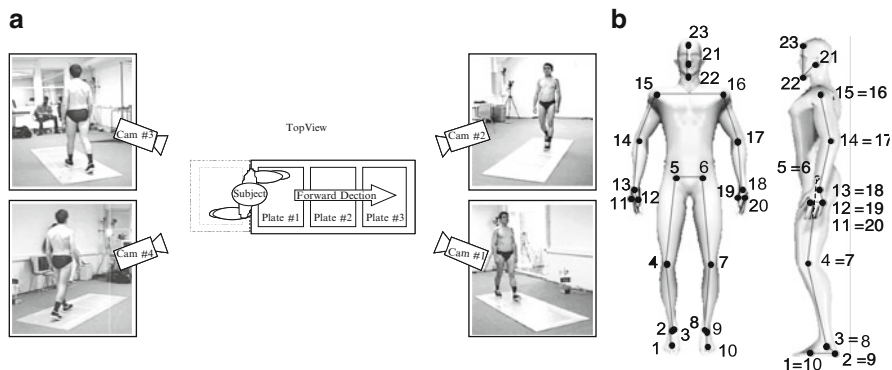 a
Cam #3
Cam #4
TopView
Subject
Forward Dection
Plate #1
Plate #2
Plate #3
Cam #2
Cam #1
b
23
21
22
15
16
14
17
5
6
13
12
11
18
19
20
4
7
2
3
1
8
9
10
23
21
22
15 = 16
14 = 17
5 = 6
13 = 18
12 = 19
11 = 20
4 = 7
3 = 8
1 = 10
2 = 9